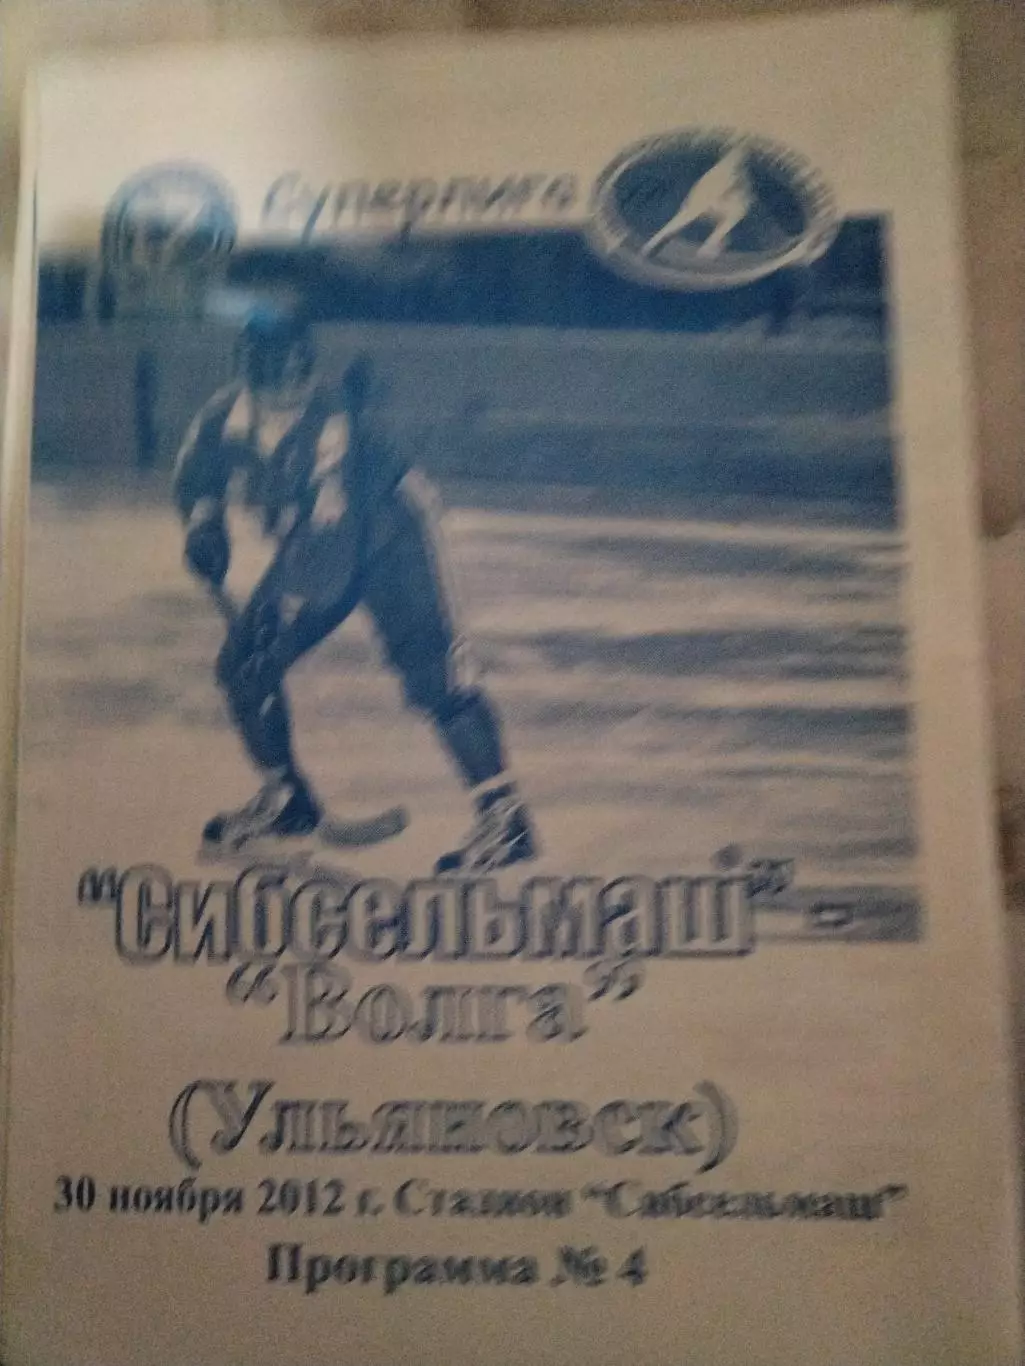 Суперлига
"Сибсельмаш" -
"Волга"
(Ульяновск)
30 ноября 2012 г. Стадион "Сибсельмаш"
Программа № 4